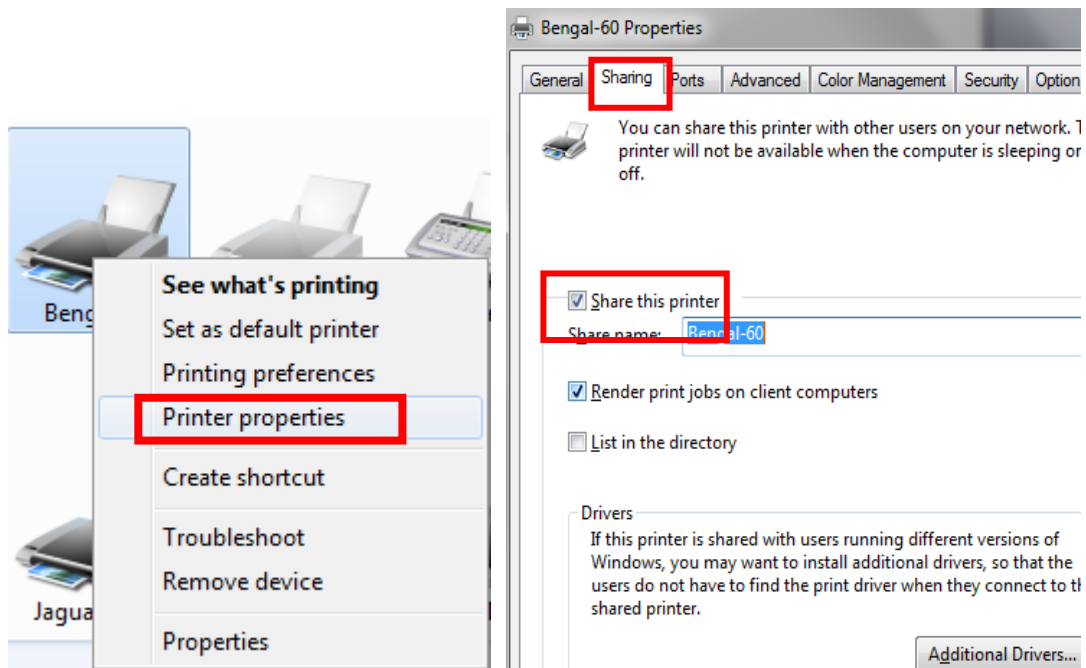 Beng
See what's printing
Set as default printer
Printing preferences
Printer properties
Create shortcut
Troubleshoot
Remove device
Properties
Jagua
Bengal-60 Properties
General Sharing Ports Advanced Color Management Security Option
You can share this printer with other users on your network. T
printer will not be available when the computer is sleeping or
off.
Share this printer
Share name: Bengal-60
Render print jobs on client computers
List in the directory
Drivers
If this printer is shared with users running different versions of
Windows, you may want to install additional drivers, so that the
users do not have to find the print driver when they connect to th
shared printer.
Additional Drivers...